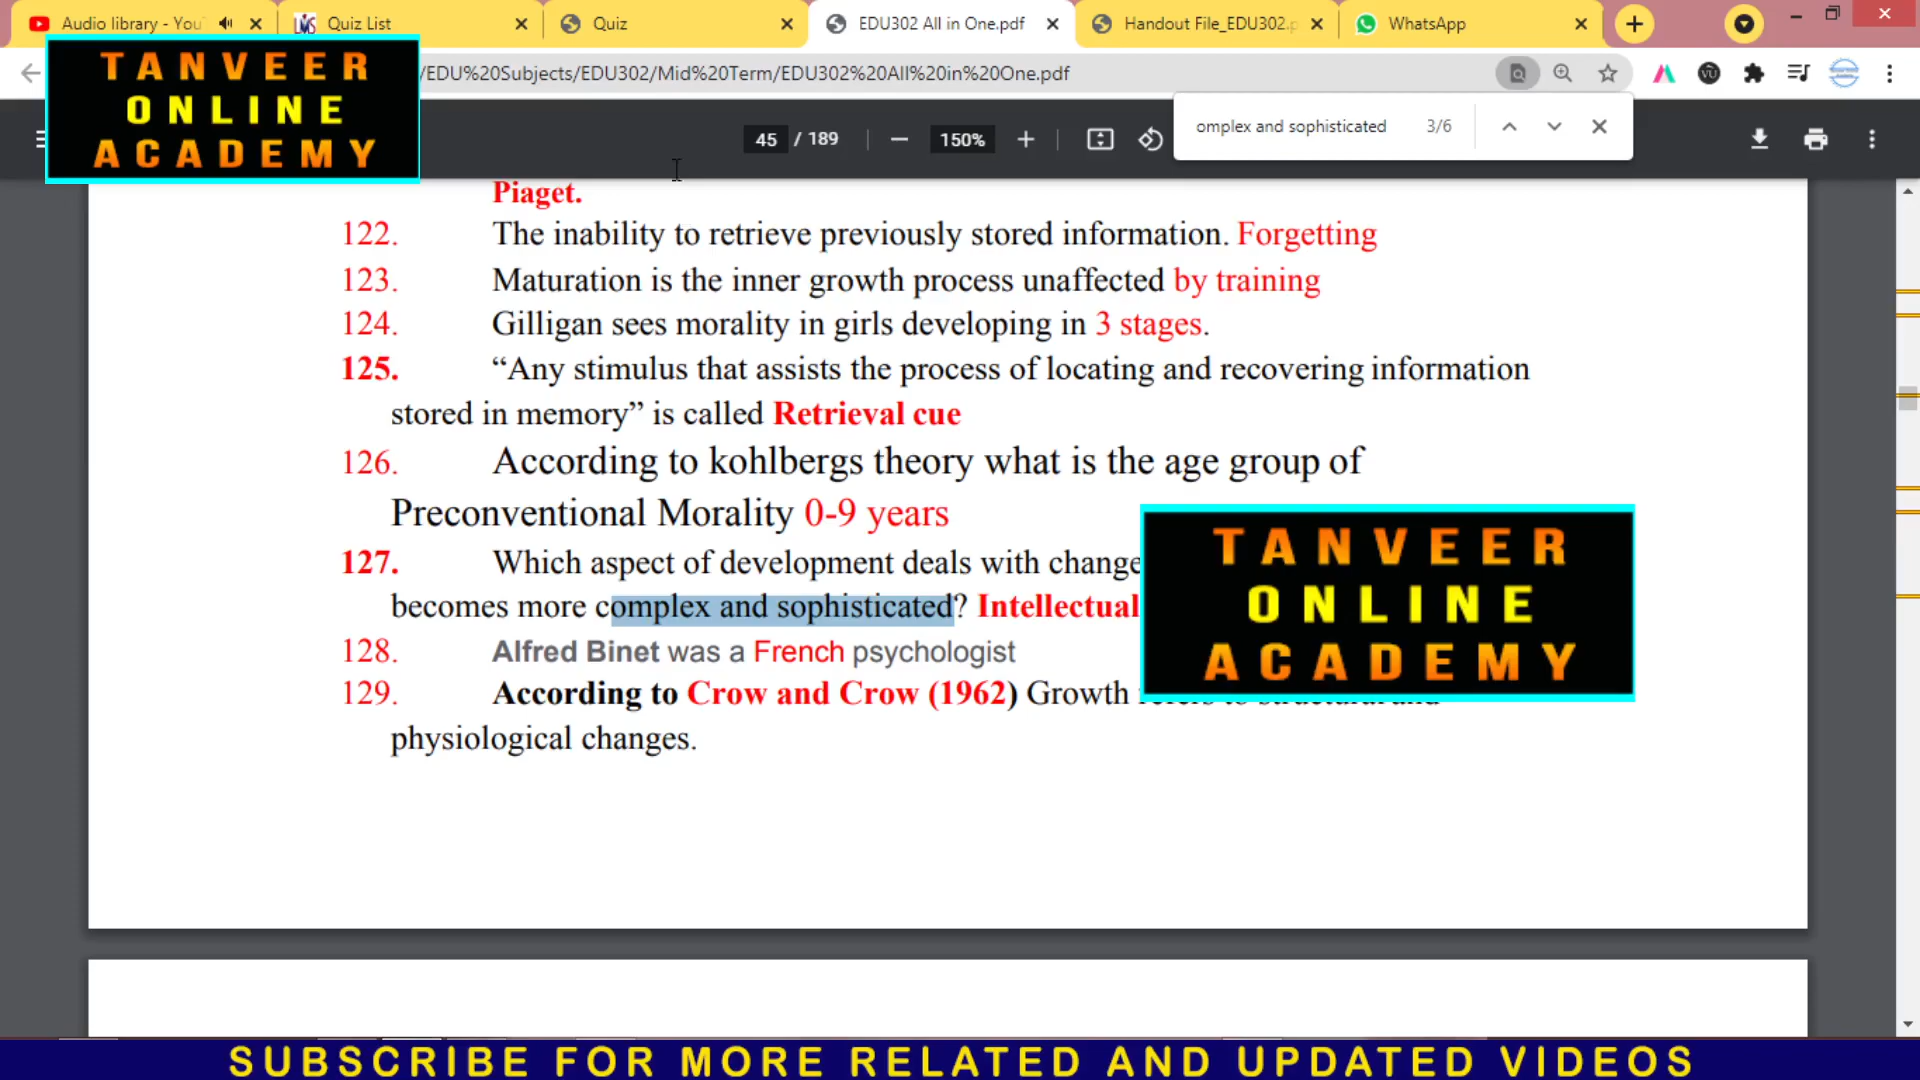 Audio library - You
Quiz List
Quiz
EDU302 All in One.pdf
Handout File_EDU302.p
WhatsApp
/EDU%20Subjects/EDU302/Mid%20Term/EDU302%20All%20in%20One.pdf
TANVEER
ONLINE
ACADEMY
45 / 189
150%
omplex and sophisticated 3/6
Piaget.
122. The inability to retrieve previously stored information. Forgetting
123. Maturation is the inner growth process unaffected by training
124. Gilligan sees morality in girls developing in 3 stages.
125. “Any stimulus that assists the process of locating and recovering information
stored in memory” is called Retrieval cue
126. According to kohlbergs theory what is the age group of
Preconventional Morality 0-9 years
127. Which aspect of development deals with change
becomes more complex and sophisticated? Intellectual
128. Alfred Binet was a French psychologist
129. According to Crow and Crow (1962) Growth refers to structural and
physiological changes.
TANVEER
ONLINE
ACADEMY
SUBSCRIBE FOR MORE RELATED AND UPDATED VIDEOS